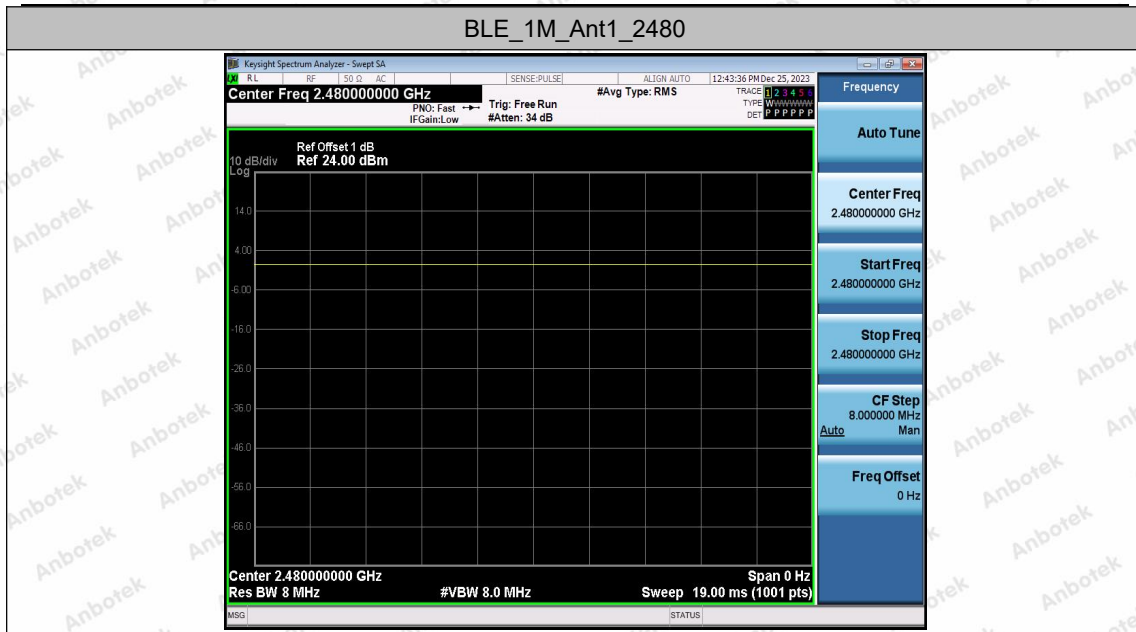 BLE_1M_Ant1_2480
Keysight Spectrum Analyzer - Swept SA
RL RF 50 Ω AC SENSE:PULSE ALIGN AUTO 12:43:36 PM Dec 25, 2023
Center Freq 2.480000000 GHz
PNO: Fast
IFGain:Low
Trig: Free Run
#Atten: 34 dB
#Avg Type: RMS
TRACE 1 2 3 4 5 6
TYPE WWWWWW
DET P P P P P P
Ref Offset 1 dB
10 dB/div Ref 24.00 dBm
Log
14.0
4.00
-6.00
-16.0
-26.0
-36.0
-46.0
-56.0
-66.0
Center 2.480000000 GHz Span 0 Hz
Res BW 8 MHz #VBW 8.0 MHz Sweep 19.00 ms (1001 pts)
MSG STATUS
Frequency
Auto Tune
Center Freq
2.480000000 GHz
Start Freq
2.480000000 GHz
Stop Freq
2.480000000 GHz
CF Step
8.000000 MHz
Auto Man
Freq Offset
0 Hz
Anbotek